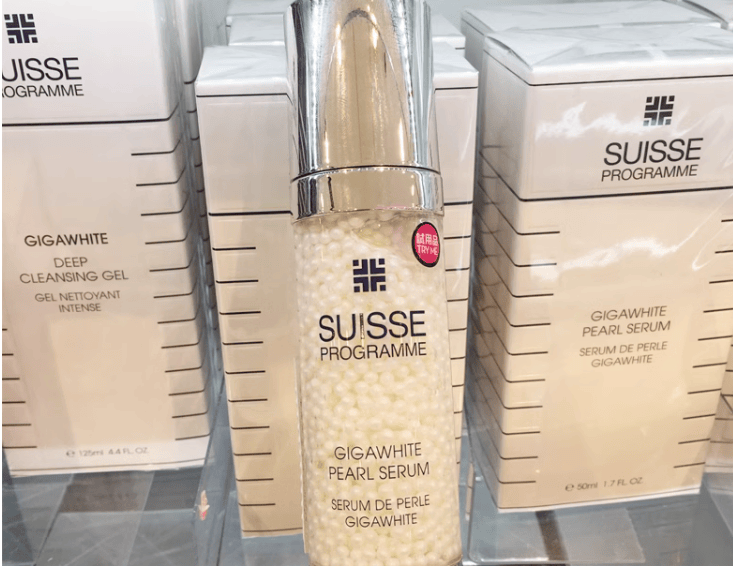 UISSE
OGRAMME
GIGAWHITE
DEEP
CLEANSING GEL
GEL NETTOYANT
INTENSE
℮ 125ml 4.4 FL. OZ.
試用品
TRY ME
SUISSE
PROGRAMME
GIGAWHITE
PEARL SERUM
SERUM DE PERLE
GIGAWHITE
SUISSE
PROGRAMME
GIGAWHITE
PEARL SERUM
SERUM DE PERLE
GIGAWHITE
℮ 50ml 1.7 FL. OZ.